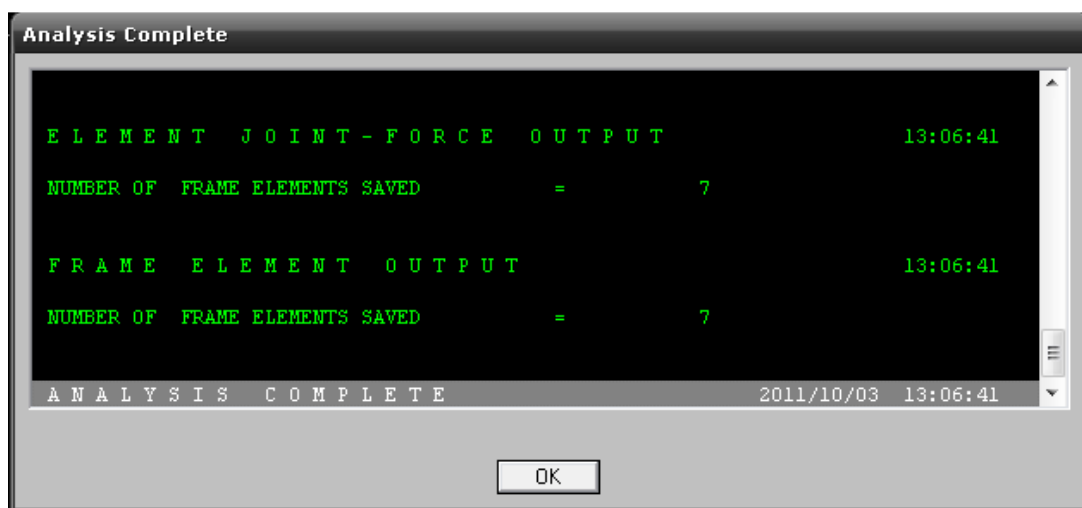 Analysis Complete
E L E M E N T   J O I N T - F O R C E   O U T P U T   13:06:41
NUMBER OF FRAME ELEMENTS SAVED = 7
F R A M E   E L E M E N T   O U T P U T   13:06:41
NUMBER OF FRAME ELEMENTS SAVED = 7
A N A L Y S I S   C O M P L E T E   2011/10/03 13:06:41
OK